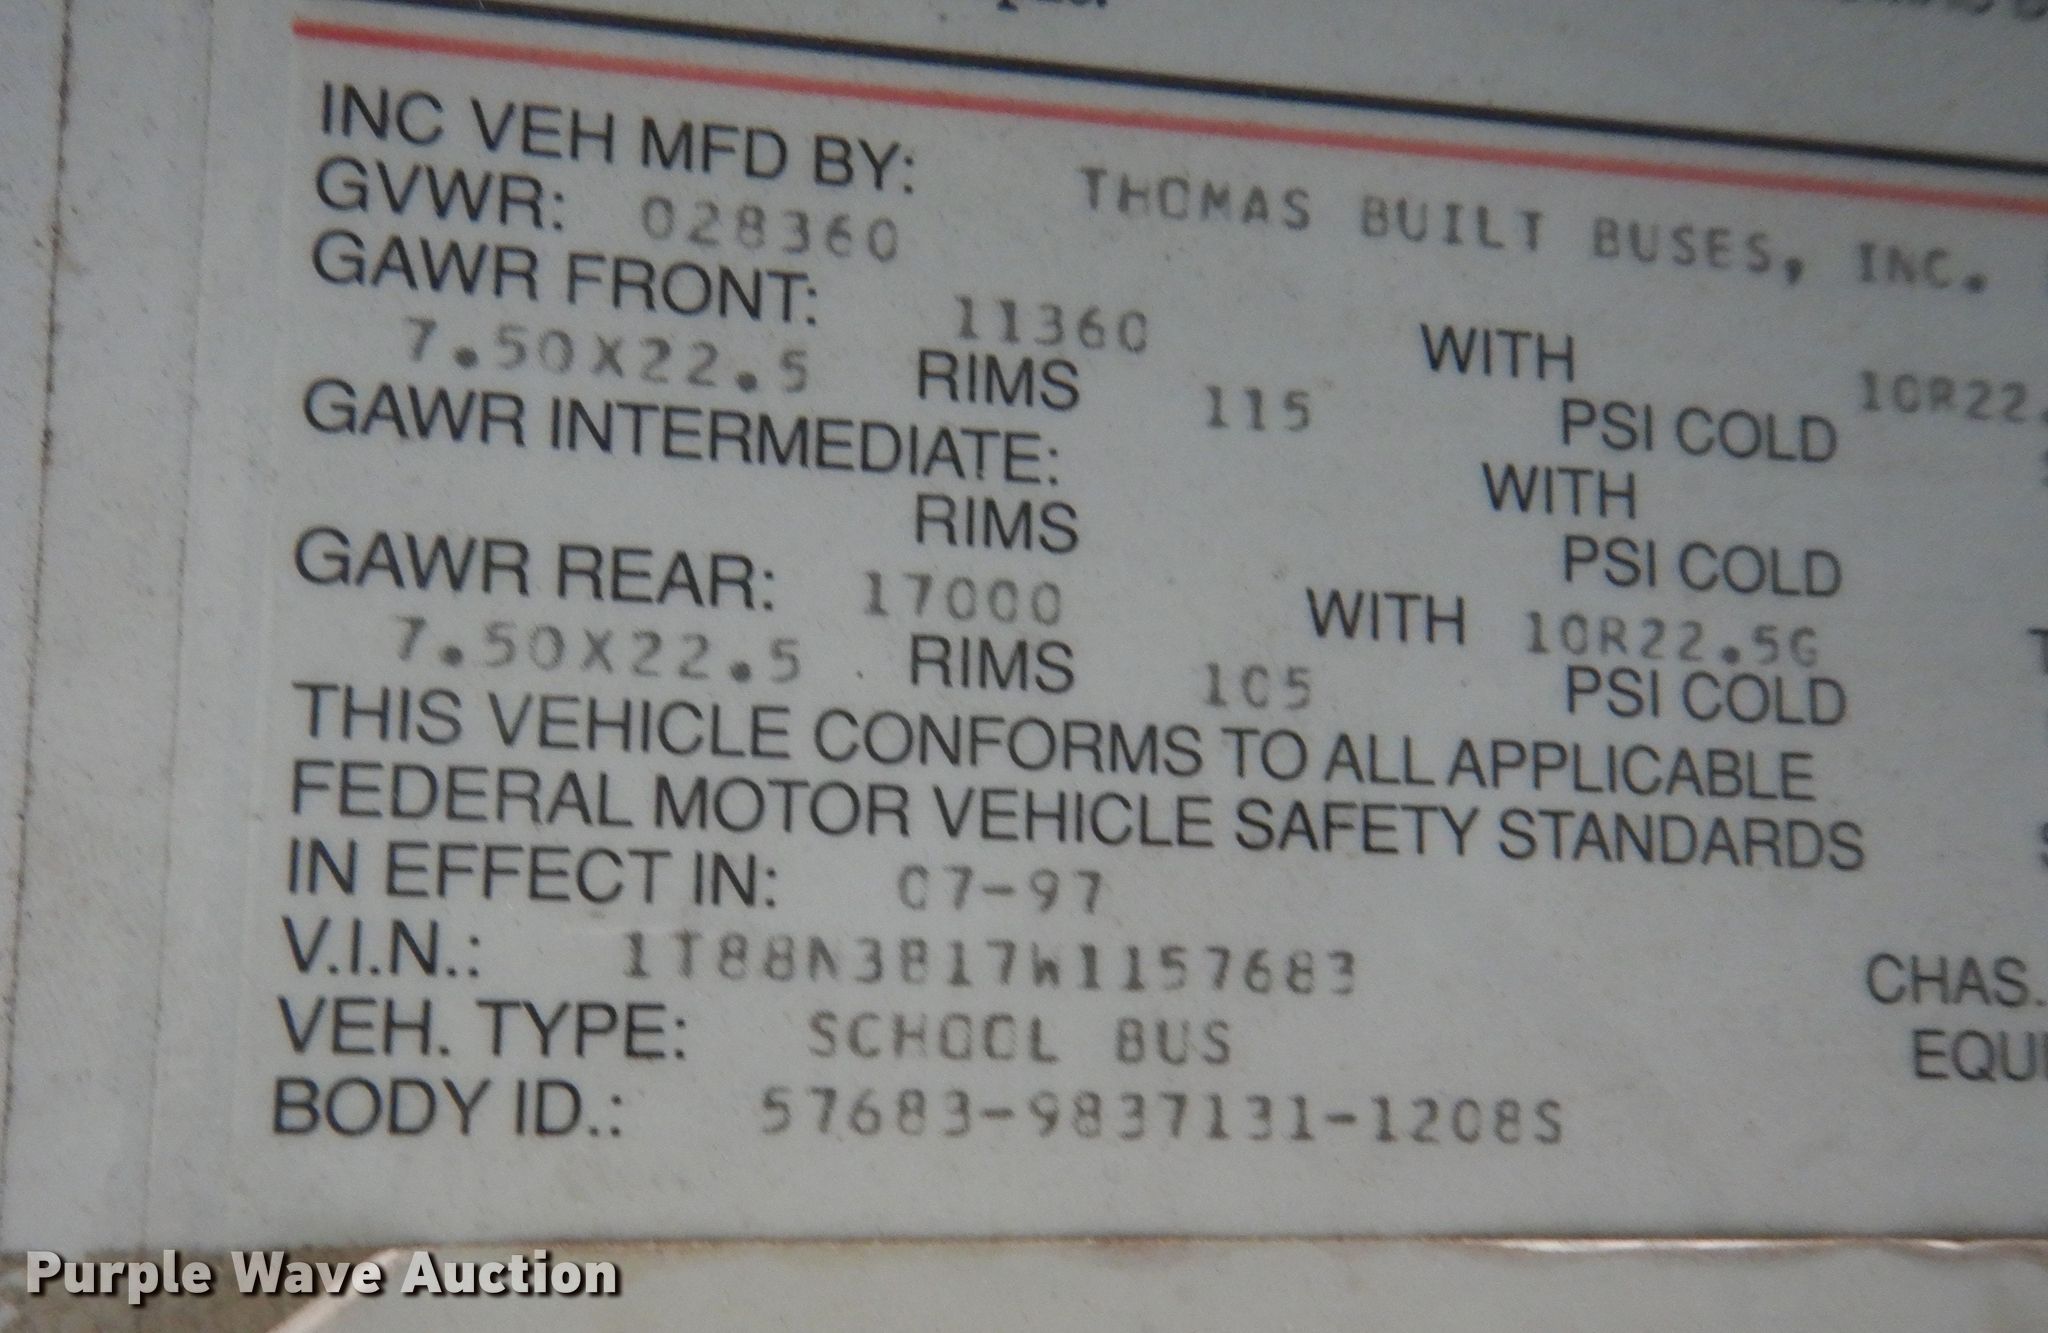 INC VEH MFD BY: THOMAS BUILT BUSES, INC.
GVWR: 028360
GAWR FRONT: 11360 WITH 10R22.
7.50X22.5 RIMS 115 PSI COLD
GAWR INTERMEDIATE: WITH
RIMS PSI COLD
GAWR REAR: 17000 WITH 10R22.5G
7.50X22.5 RIMS 105 PSI COLD
THIS VEHICLE CONFORMS TO ALL APPLICABLE
FEDERAL MOTOR VEHICLE SAFETY STANDARDS
IN EFFECT IN: 07-97
V.I.N.: 1T88N3B17W1157683 CHAS.
VEH. TYPE: SCHOOL BUS EQUI
BODY ID.: 57683-9837131-1208S
Purple Wave Auction